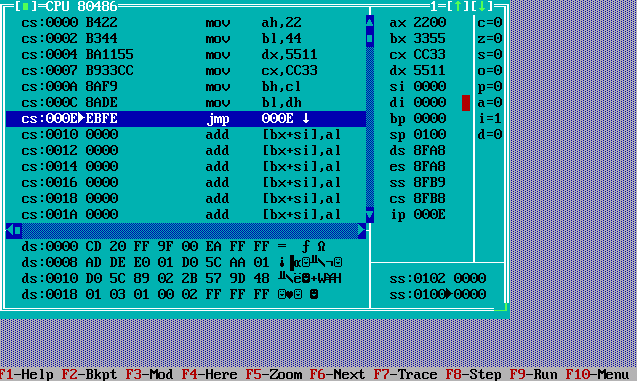 [■]=CPU 80486 1=[↑][↓]
cs:0000 B422 mov ah,22 ax 2200 c=0
cs:0002 B344 mov bl,44 bx 3355 z=0
cs:0004 BA1155 mov dx,5511 cx CC33 s=0
cs:0007 B933CC mov cx,CC33 dx 5511 o=0
cs:000A 8AF9 mov bh,cl si 0000 p=0
cs:000C 8ADE mov bl,dh di 0000 a=0
cs:000E►EBFE jmp 000E ↓ bp 0000 i=1
cs:0010 0000 add [bx+si],al sp 0100 d=0
cs:0012 0000 add [bx+si],al ds 8FA8
cs:0014 0000 add [bx+si],al es 8FA8
cs:0016 0000 add [bx+si],al ss 8FB9
cs:0018 0000 add [bx+si],al cs 8FB8
cs:001A 0000 add [bx+si],al ip 000E
ds:0000 CD 20 FF 9F 00 EA FF FF = ƒ Ω
ds:0008 AD DE E0 01 D0 5C AA 01 ¡▐α☺╨\¬☺
ds:0010 D0 5C 89 02 2B 57 9D 48 ╨\ë☻+W¥H
ds:0018 01 03 01 00 02 FF FF FF ☺♥☺ ☻
ss:0102 0000
ss:0100►0000
F1-Help F2-Bkpt F3-Mod F4-Here F5-Zoom F6-Next F7-Trace F8-Step F9-Run F10-Menu